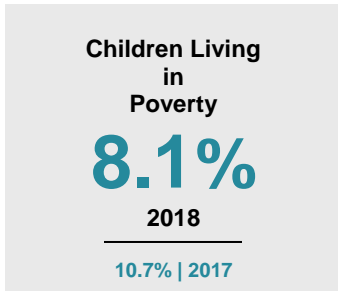 Children Living
in
Poverty
8.1%
2018
10.7% | 2017